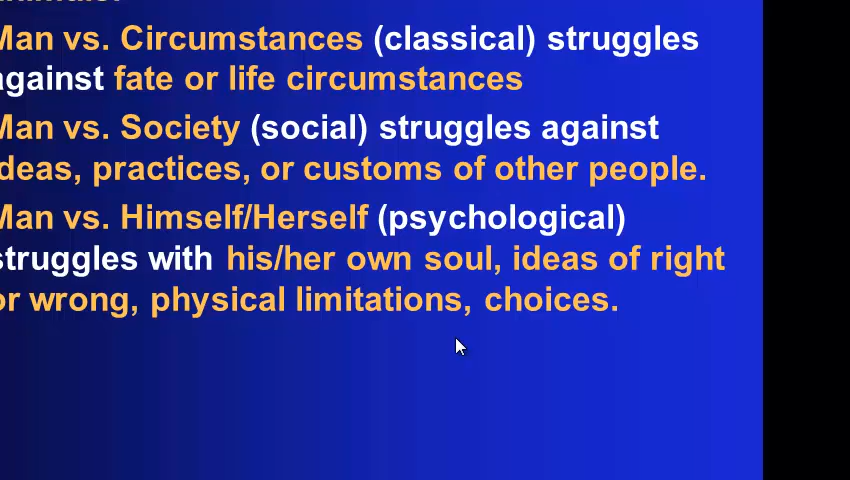 Man vs. Circumstances (classical) struggles
against fate or life circumstances
Man vs. Society (social) struggles against
ideas, practices, or customs of other people.
Man vs. Himself/Herself (psychological)
struggles with his/her own soul, ideas of right
or wrong, physical limitations, choices.